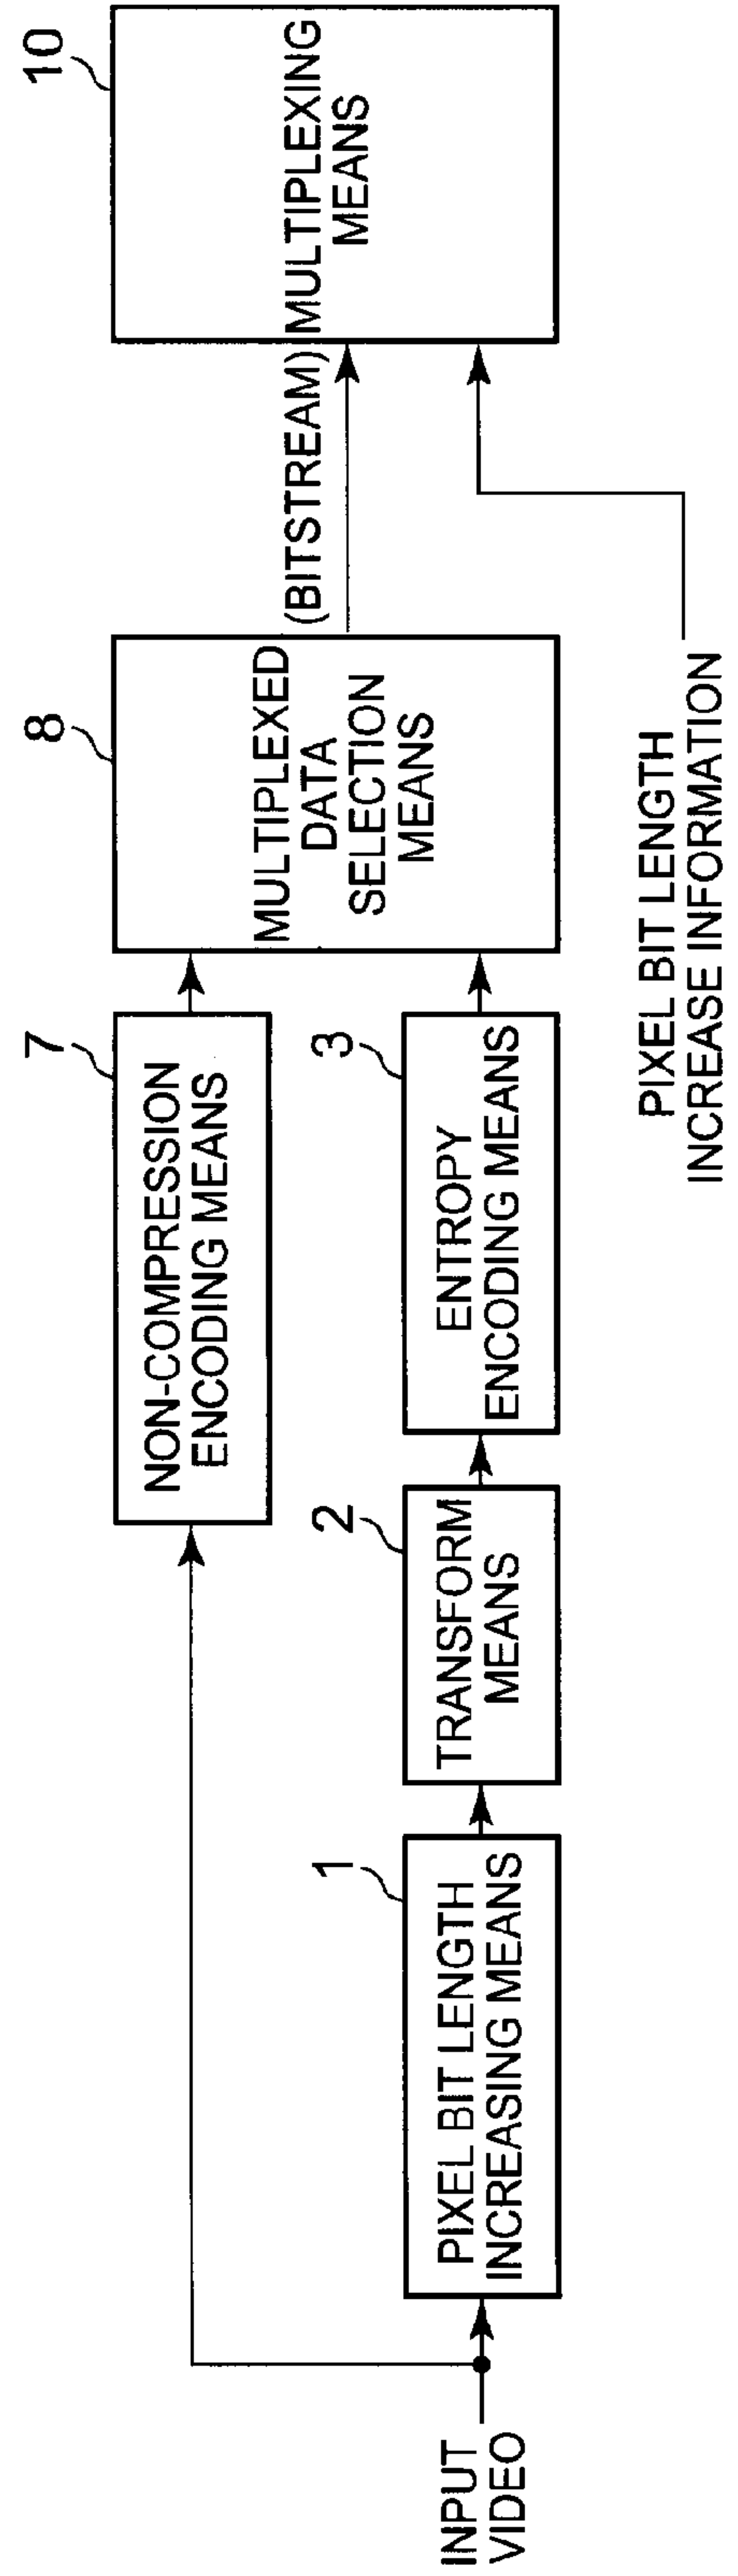 INPUT
VIDEO
1
PIXEL BIT LENGTH
INCREASING MEANS
2
TRANSFORM
MEANS
3
ENTROPY
ENCODING MEANS
7
NON-COMPRESSION
ENCODING MEANS
8
MULTIPLEXED
DATA
SELECTION
MEANS
(BITSTREAM)
10
MULTIPLEXING
MEANS
PIXEL BIT LENGTH
INCREASE INFORMATION